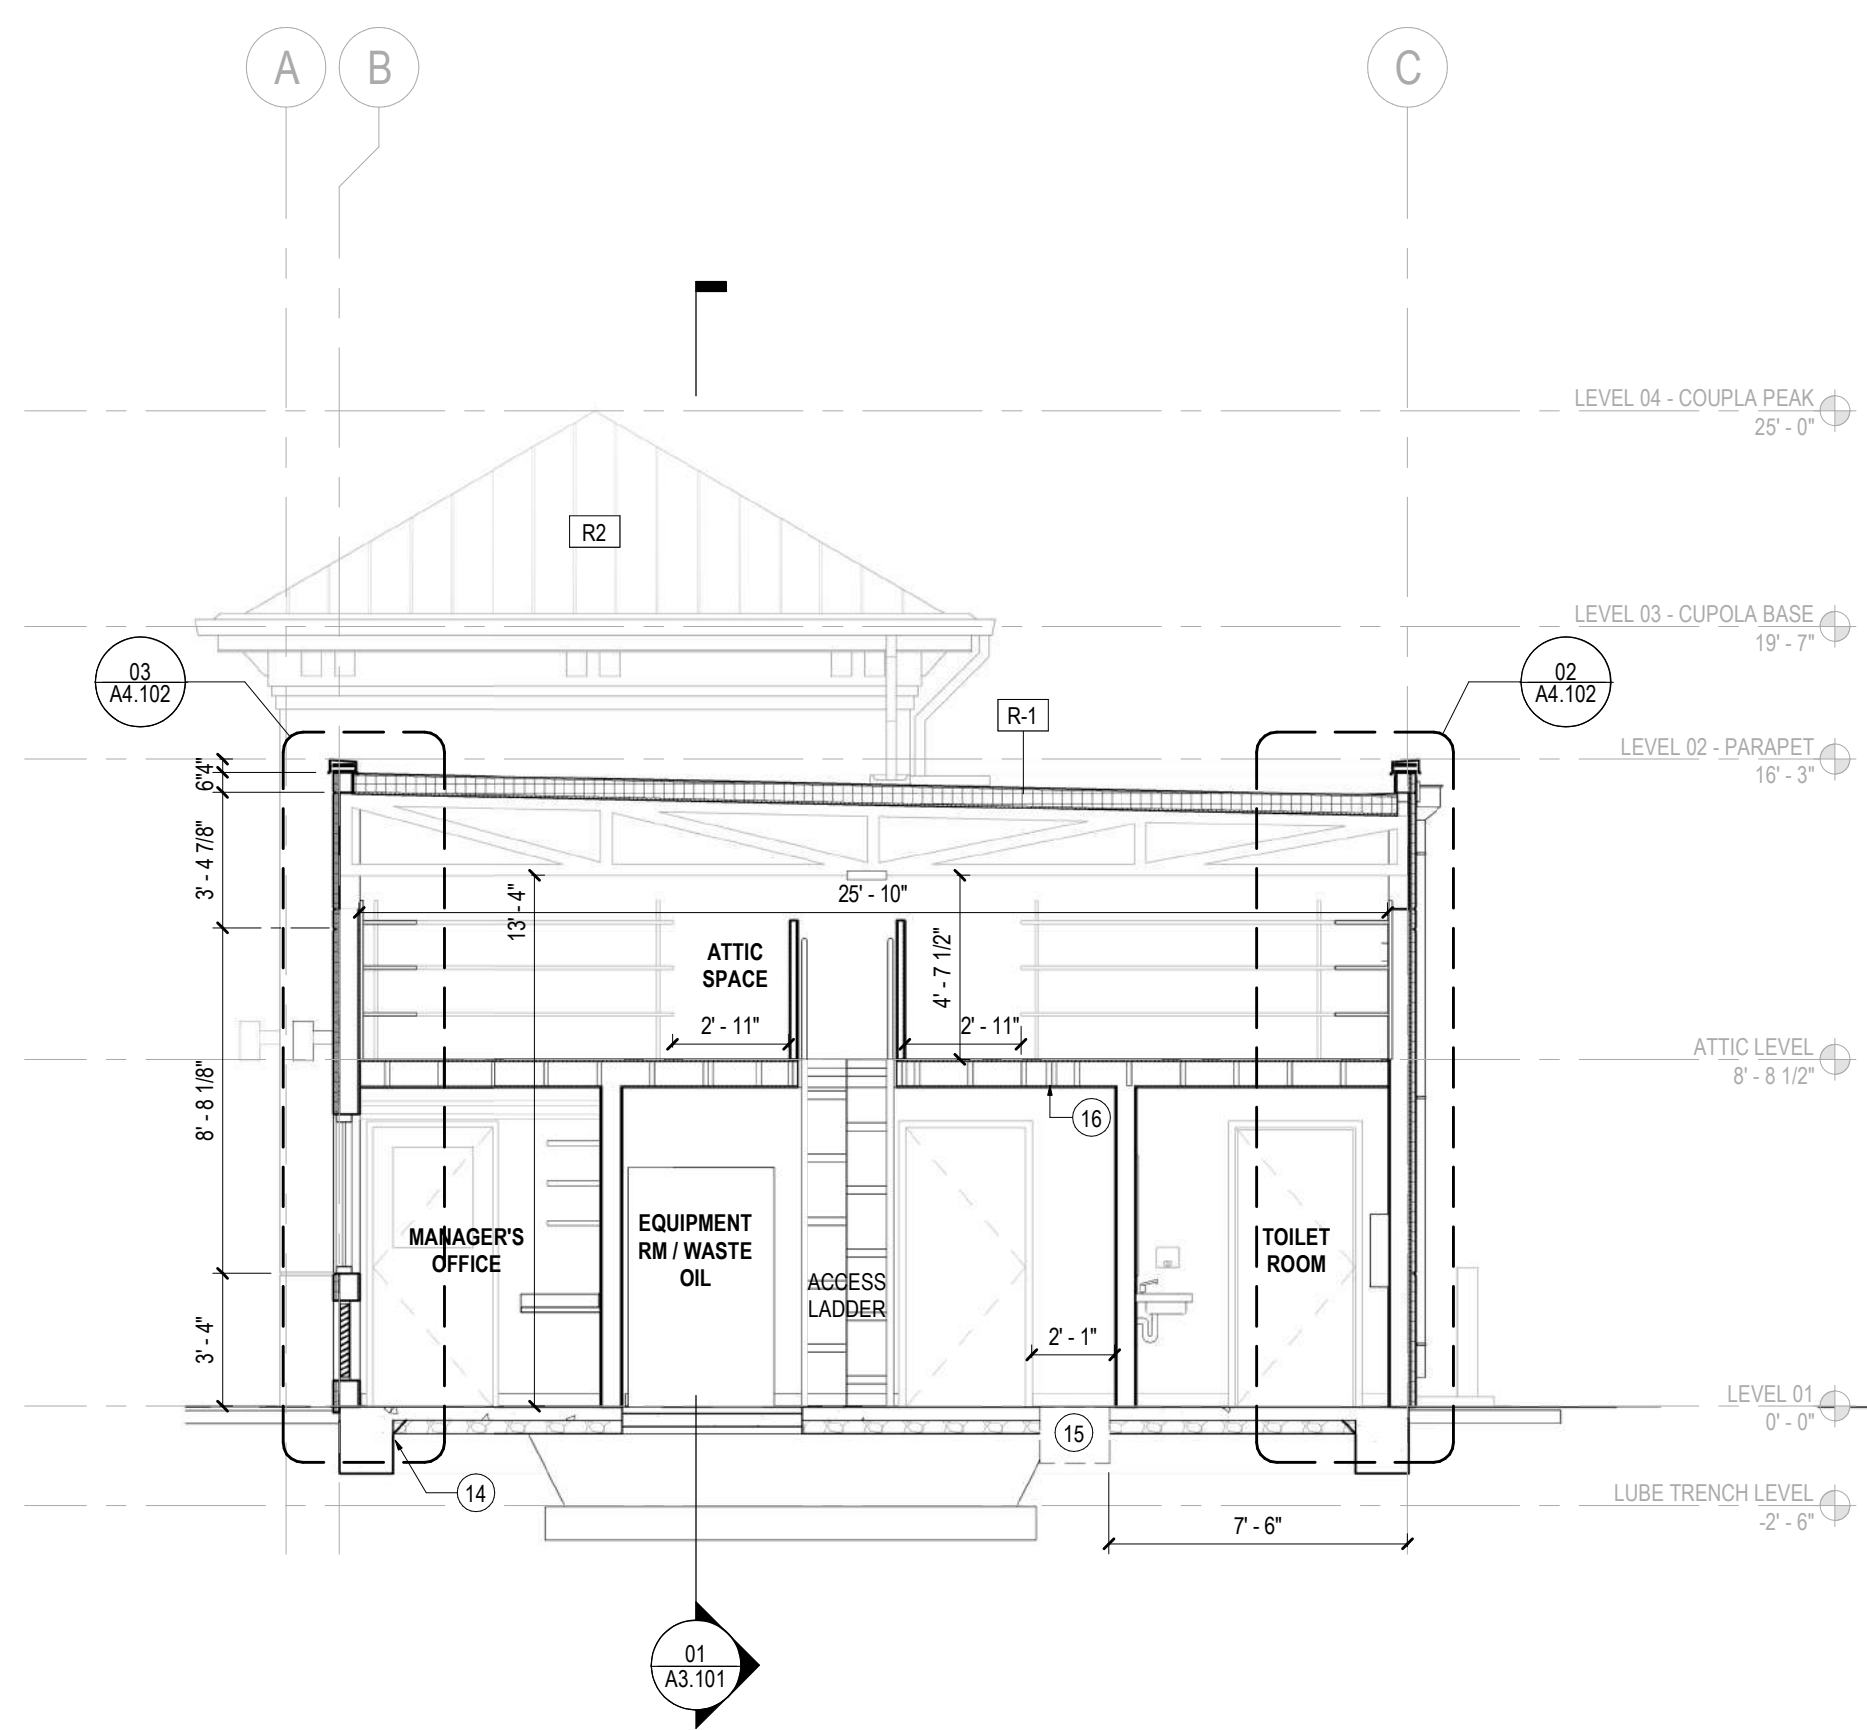 A
B
C
LEVEL 04 - COUPLA PEAK
25' - 0"
R2
LEVEL 03 - CUPOLA BASE
19' - 7"
03
A4.102
02
A4.102
R-1
LEVEL 02 - PARAPET
16' - 3"
4"
6"
3' - 4 7/8"
13' - 4"
25' - 10"
ATTIC
SPACE
4' - 7 1/2"
2' - 11"
2' - 11"
ATTIC LEVEL
8' - 8 1/2"
8' - 8 1/8"
16
MANAGER'S
OFFICE
EQUIPMENT
RM / WASTE
OIL
ACCESS
LADDER
TOILET
ROOM
3' - 4"
2' - 1"
LEVEL 01
0' - 0"
15
14
LUBE TRENCH LEVEL
-2' - 6"
7' - 6"
01
A3.101